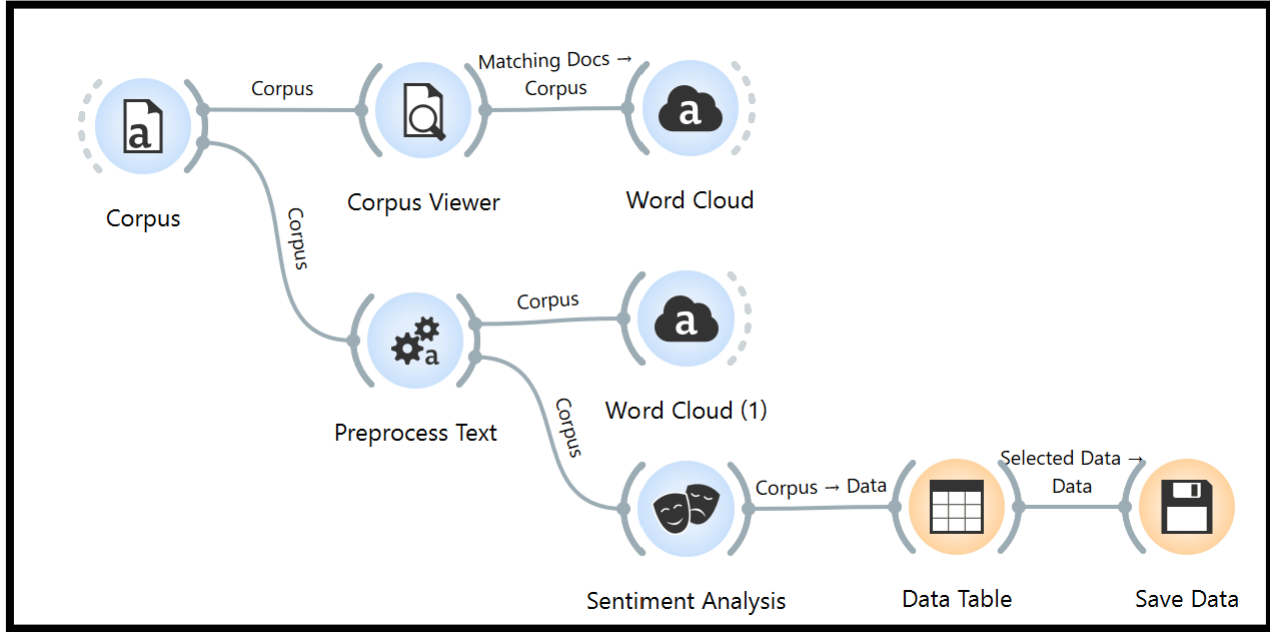 Corpus
Matching Docs →
Corpus
a
a
Corpus
Corpus Viewer
Word Cloud
Corpus
Corpus
a
a
Preprocess Text
Word Cloud (1)
Corpus
Corpus → Data
Selected Data →
Data
Sentiment Analysis
Data Table
Save Data